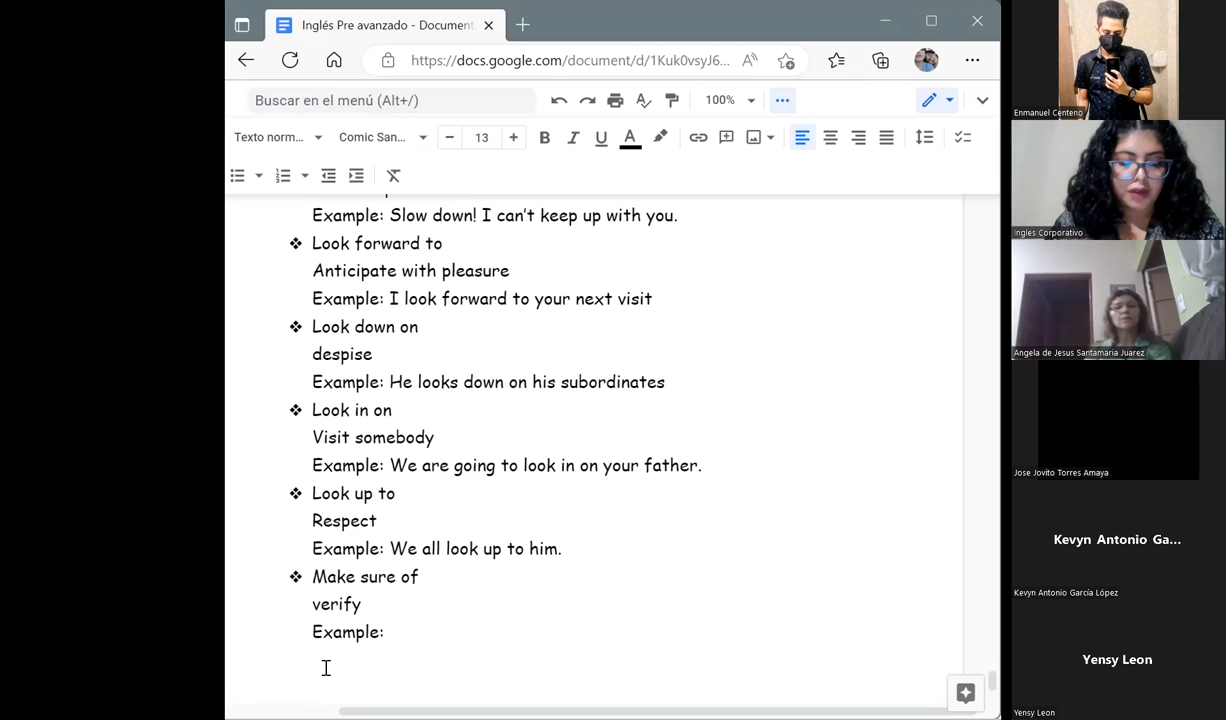 Inglés Pre avanzado - Document
https://docs.google.com/document/d/1Kuk0vsyJ6...
Buscar en el menú (Alt+/)
100%
Texto norm...
Comic San...
13
Example: Slow down! I can't keep up with you.
❖ Look forward to
Anticipate with pleasure
Example: I look forward to your next visit
❖ Look down on
despise
Example: He looks down on his subordinates
❖ Look in on
Visit somebody
Example: We are going to look in on your father.
❖ Look up to
Respect
Example: We all look up to him.
❖ Make sure of
verify
Example:
Enmanuel Centeno
Ingles Corporativo
Angela de Jesus Santamaria Juarez
Jose Jovito Torres Amaya
Kevyn Antonio Ga...
Kevyn Antonio García López
Yensy Leon
Yensy Leon